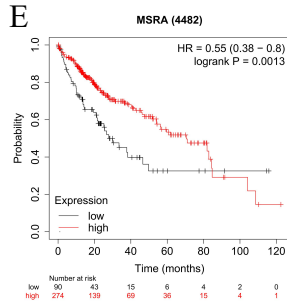 E
MSRA (4482)
HR = 0.55 (0.38 − 0.8)
logrank P = 0.0013
Probability
1.0
0.8
0.6
0.4
0.2
0.0
Expression
low
high
0 20 40 60 80 100 120
Time (months)
Number at risk
low 90 43 15 6 4 2 0
high 274 139 69 36 15 4 1